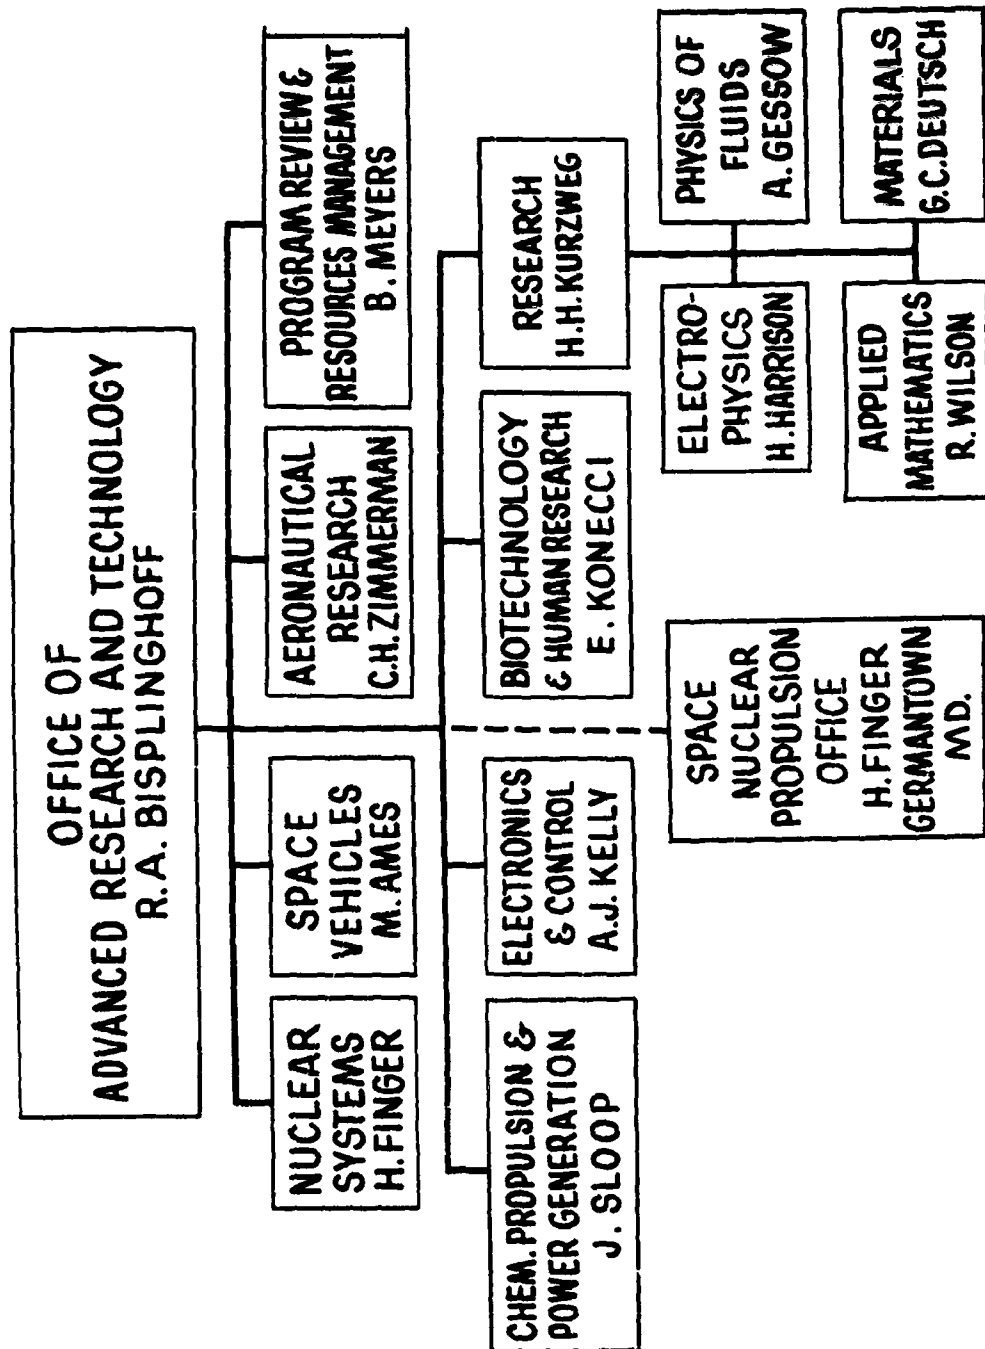 OFFICE OF
ADVANCED RESEARCH AND TECHNOLOGY
R.A. BISPLINGHOFF
NUCLEAR
SYSTEMS
H. FINGER
SPACE
VEHICLES
M. AMES
AERONAUTICAL
RESEARCH
C.H. ZIMMERMAN
PROGRAM REVIEW &
RESOURCES MANAGEMENT
B. MEYERS
CHEM. PROPULSION &
POWER GENERATION
J. SLOOP
ELECTRONICS
& CONTROL
A.J. KELLY
BIOTECHNOLOGY
& HUMAN RESEARCH
E. KONECCI
RESEARCH
H.H. KURZWEG
SPACE
NUCLEAR
PROPULSION
OFFICE
H. FINGER
GERMANTOWN
MD.
ELECTRO-
PHYSICS
H. HARRISON
PHYSICS OF
FLUIDS
A. GESSOW
APPLIED
MATHEMATICS
R. WILSON
MATERIALS
G.C. DEUTSCH